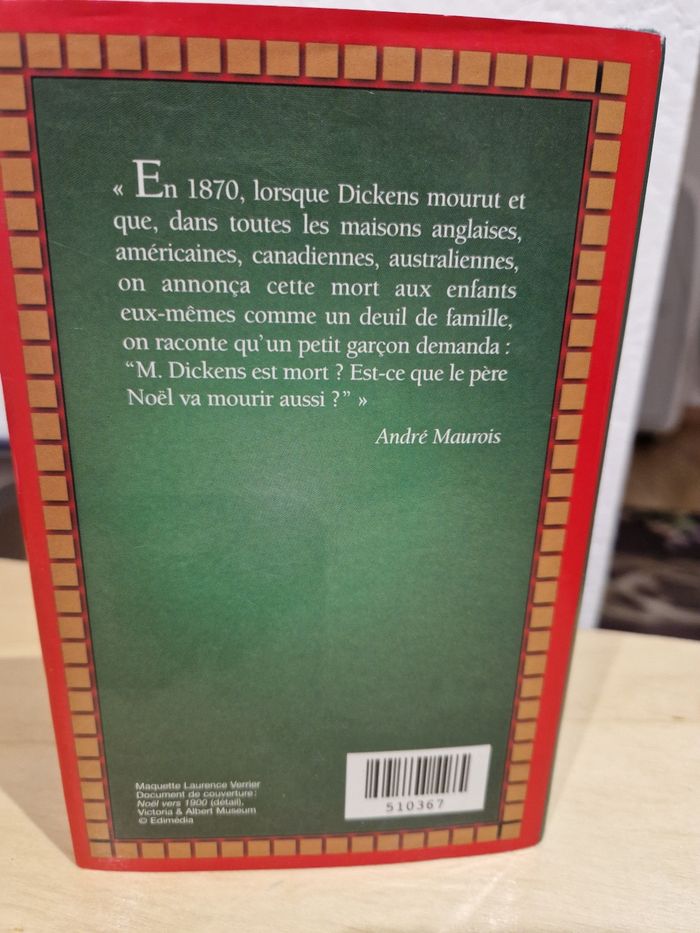 « En 1870, lorsque Dickens mourut et
que, dans toutes les maisons anglaises,
américaines, canadiennes, australiennes,
on annonça cette mort aux enfants
eux-mêmes comme un deuil de famille,
on raconte qu'un petit garçon demanda :
“M. Dickens est mort ? Est-ce que le père
Noël va mourir aussi ?” »
André Maurois
Maquette Laurence Verrier
Document de couverture :
Noël vers 1900 (détail),
Victoria & Albert Museum
© Edimédia
510367